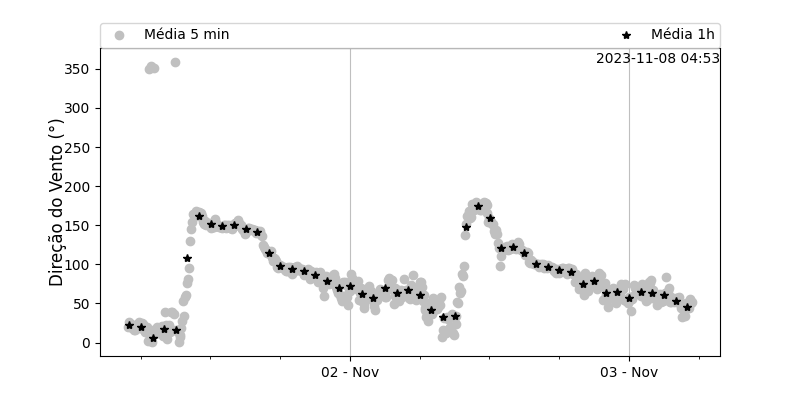 Média 5 min
Média 1h
2023-11-08 04:53
Direção do Vento (°)
350
300
250
200
150
100
50
0
02 - Nov
03 - Nov